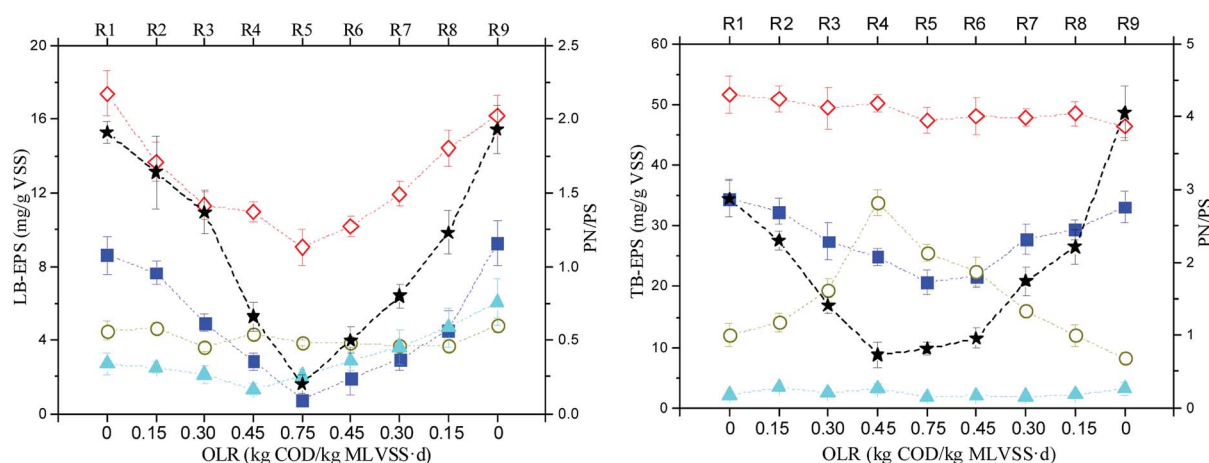 R1 R2 R3 R4 R5 R6 R7 R8 R9
20 2.5
16 2.0
12 1.5
8 1.0
4 0.5
0 0.0
LB-EPS (mg/g VSS)
PN/PS
0 0.15 0.30 0.45 0.75 0.45 0.30 0.15 0
OLR (kg COD/kg MLVSS·d)
R1 R2 R3 R4 R5 R6 R7 R8 R9
60 5
50 4
40 3
30 2
20 1
10 0
0
TB-EPS (mg/g VSS)
PN/PS
0 0.15 0.30 0.45 0.75 0.45 0.30 0.15 0
OLR (kg COD/kg MLVSS·d)